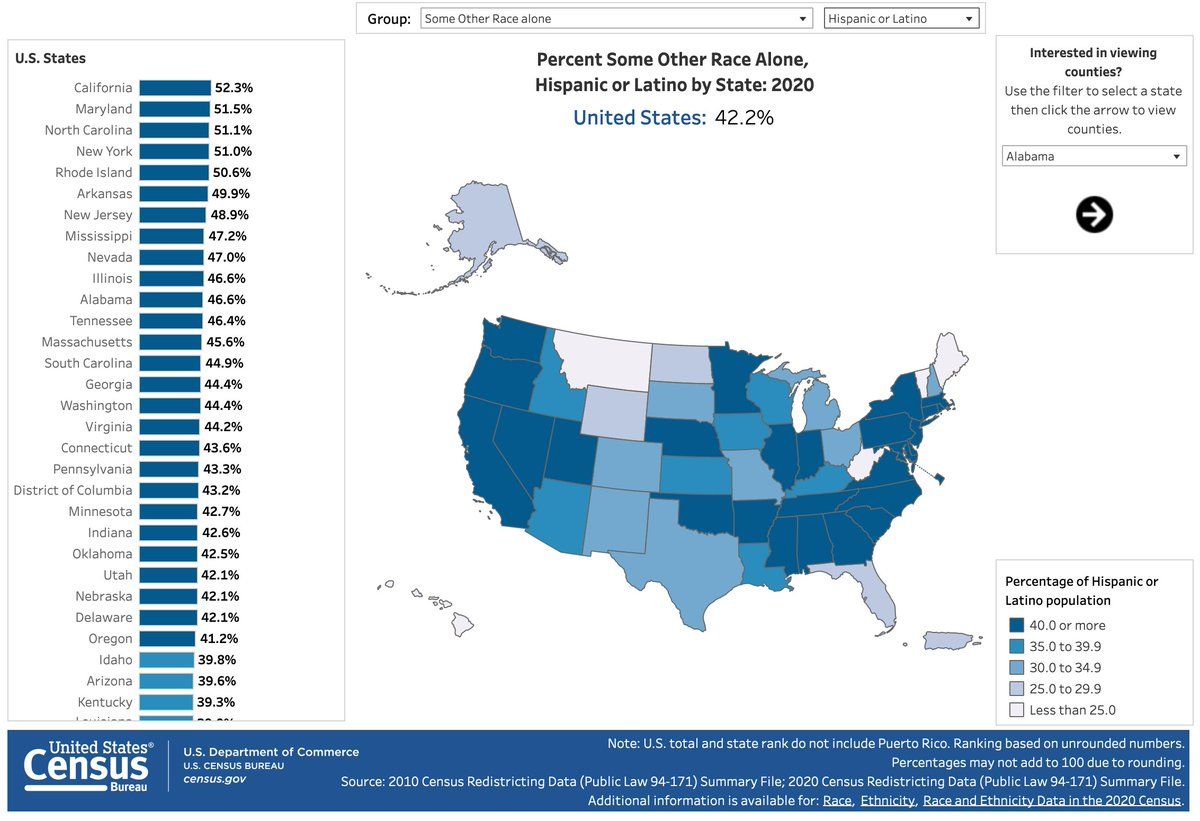 Group: Some Other Race alone Hispanic or Latino
U.S. States
California 52.3%
Maryland 51.5%
North Carolina 51.1%
New York 51.0%
Rhode Island 50.6%
Arkansas 49.9%
New Jersey 48.9%
Mississippi 47.2%
Nevada 47.0%
Illinois 46.6%
Alabama 46.6%
Tennessee 46.4%
Massachusetts 45.6%
South Carolina 44.9%
Georgia 44.4%
Washington 44.4%
Virginia 44.2%
Connecticut 43.6%
Pennsylvania 43.3%
District of Columbia 43.2%
Minnesota 42.7%
Indiana 42.6%
Oklahoma 42.5%
Utah 42.1%
Nebraska 42.1%
Delaware 42.1%
Oregon 41.2%
Idaho 39.8%
Arizona 39.6%
Kentucky 39.3%
Percent Some Other Race Alone,
Hispanic or Latino by State: 2020
United States: 42.2%
Interested in viewing
counties?
Use the filter to select a state
then click the arrow to view
counties.
Alabama
Percentage of Hispanic or
Latino population
40.0 or more
35.0 to 39.9
30.0 to 34.9
25.0 to 29.9
Less than 25.0
United States®
Census
Bureau
U.S. Department of Commerce
U.S. CENSUS BUREAU
census.gov
Note: U.S. total and state rank do not include Puerto Rico. Ranking based on unrounded numbers.
Percentages may not add to 100 due to rounding.
Source: 2010 Census Redistricting Data (Public Law 94-171) Summary File; 2020 Census Redistricting Data (Public Law 94-171) Summary File.
Additional information is available for: Race, Ethnicity, Race and Ethnicity Data in the 2020 Census.